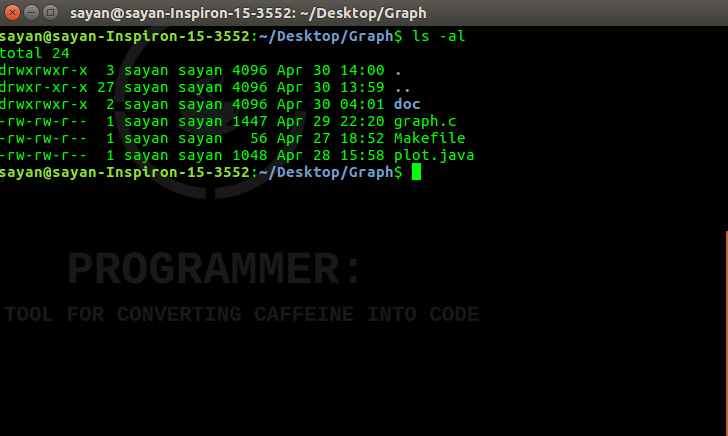 sayan@sayan-Inspiron-15-3552: ~/Desktop/Graph
sayan@sayan-Inspiron-15-3552:~/Desktop/Graph$ ls -al
total 24
drwxrwxr-x  3 sayan sayan 4096 Apr 30 14:00 .
drwxr-xr-x 27 sayan sayan 4096 Apr 30 13:59 ..
drwxrwxr-x  2 sayan sayan 4096 Apr 30 04:01 doc
-rw-rw-r--  1 sayan sayan 1447 Apr 29 22:20 graph.c
-rw-rw-r--  1 sayan sayan   56 Apr 27 18:52 Makefile
-rw-rw-r--  1 sayan sayan 1048 Apr 28 15:58 plot.java
sayan@sayan-Inspiron-15-3552:~/Desktop/Graph$
PROGRAMMER:
TOOL FOR CONVERTING CAFFEINE INTO CODE